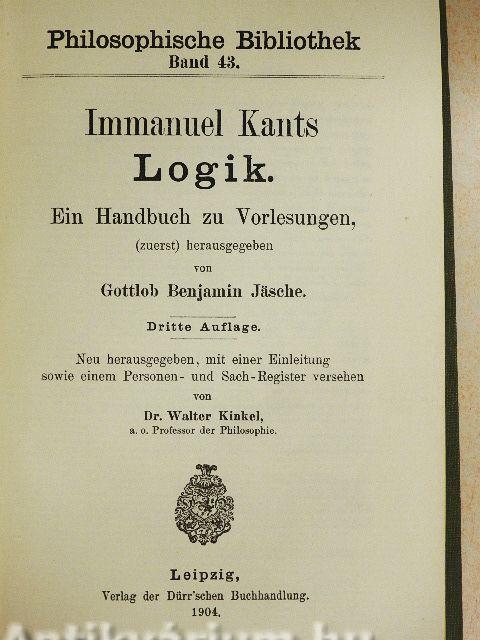 Philosophische Bibliothek
Band 43.
Immanuel Kants
Logik.
Ein Handbuch zu Vorlesungen,
(zuerst) herausgegeben
von
Gottlob Benjamin Jäsche.
Dritte Auflage.
Neu herausgegeben, mit einer Einleitung
sowie einem Personen- und Sach-Register versehen
von
Dr. Walter Kinkel,
a. o. Professor der Philosophie.
Leipzig,
Verlag der Dürr'schen Buchhandlung.
1904.
Antikvárium.hu